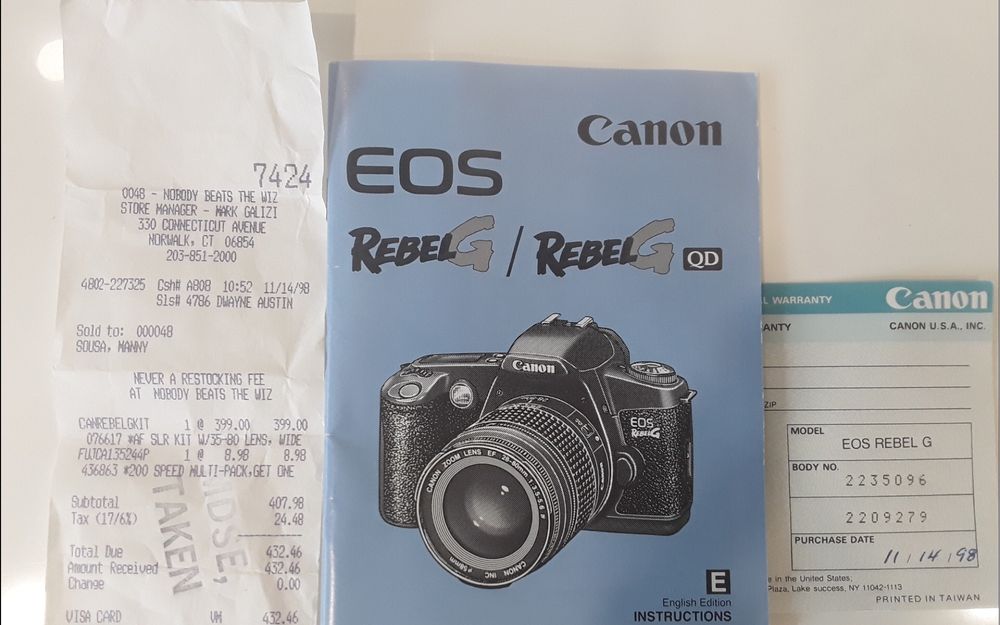 7424
0048 - NOBODY BEATS THE WIZ
STORE MANAGER - MARK GALIZI
330 CONNECTICUT AVENUE
NORWALK, CT 06854
203-851-2000
4802-227325 Csh# A808 10:52 11/14/98
Sls# 4786 DWAYNE AUSTIN
Sold to: 000048
SOUSA, MANNY
NEVER A RESTOCKING FEE
AT NOBODY BEATS THE WIZ
CANREBELGKIT 1 @ 399.00 399.00
076617 *AF SLR KIT W/35-80 LENS, WIDE
FUJCA135244P 1 @ 8.98 8.98
436863 *200 SPEED MULTI-PACK,GET ONE
Subtotal 407.98
Tax (17/6%) 24.48
Total Due 432.46
Amount Received 432.46
Change 0.00
VISA CARD VM 432.46
MDSE,
TAKEN
Canon
EOS
REBEL G / REBEL G QD
Canon
EOS
REBEL G
CANON ZOOM LENS EF
CANON INC
58mm
E
English Edition
INSTRUCTIONS
L WARRANTY
Canon
ANTY
CANON U.S.A., INC.
ZIP
MODEL
EOS REBEL G
BODY NO.
2235096
2209279
PURCHASE DATE
11/14/98
e in the United States;
Plaza, Lake success, NY 11042-1113
PRINTED IN TAIWAN